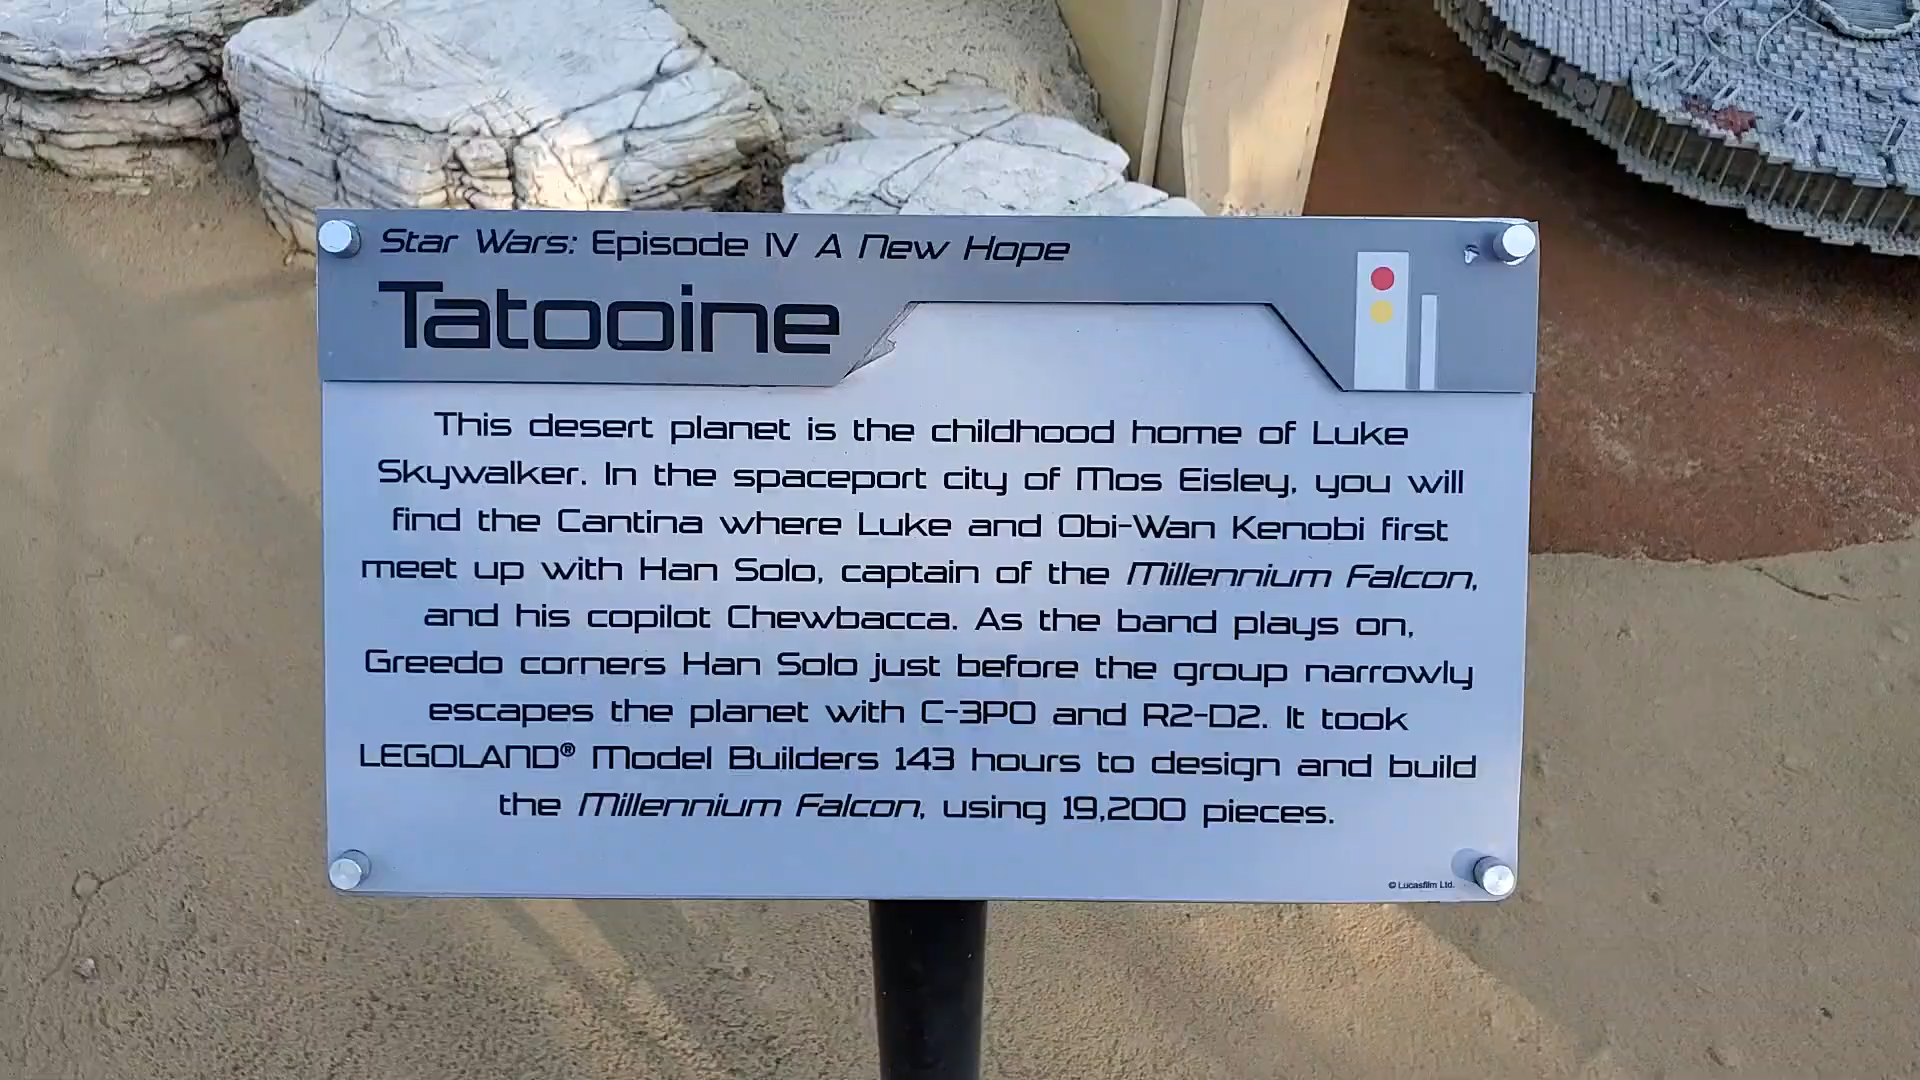 Star Wars: Episode IV A New Hope
Tatooine
This desert planet is the childhood home of Luke
Skywalker. In the spaceport city of Mos Eisley, you will
find the Cantina where Luke and Obi-Wan Kenobi first
meet up with Han Solo, captain of the Millennium Falcon,
and his copilot Chewbacca. As the band plays on,
Greedo corners Han Solo just before the group narrowly
escapes the planet with C-3PO and R2-D2. It took
LEGOLAND® Model Builders 143 hours to design and build
the Millennium Falcon, using 19,200 pieces.
© Lucasfilm Ltd.